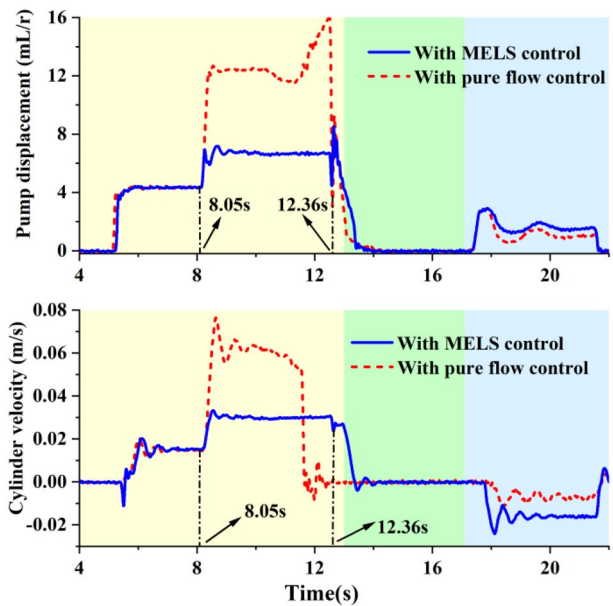 Pump displacement (mL/r)
16
12
8
4
0
With MELS control
With pure flow control
8.05s
12.36s
4 8 12 16 20
Cylinder velocity (m/s)
0.08
0.06
0.04
0.02
0.00
-0.02
With MELS control
With pure flow control
8.05s
12.36s
4 8 12 16 20
Time(s)